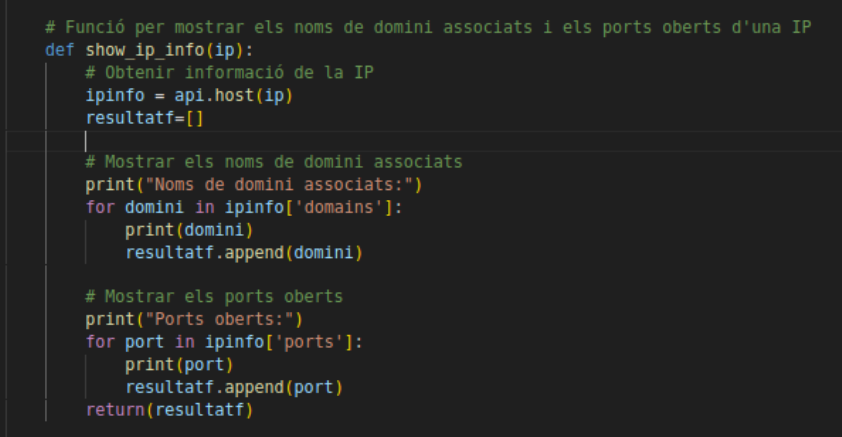 # Funció per mostrar els noms de domini associats i els ports oberts d'una IP
def show_ip_info(ip):
    # Obtenir informació de la IP
    ipinfo = api.host(ip)
    resultatf=[]
    # Mostrar els noms de domini associats
    print("Noms de domini associats:")
    for domini in ipinfo['domains']:
        print(domini)
        resultatf.append(domini)
    # Mostrar els ports oberts
    print("Ports oberts:")
    for port in ipinfo['ports']:
        print(port)
        resultatf.append(port)
    return(resultatf)